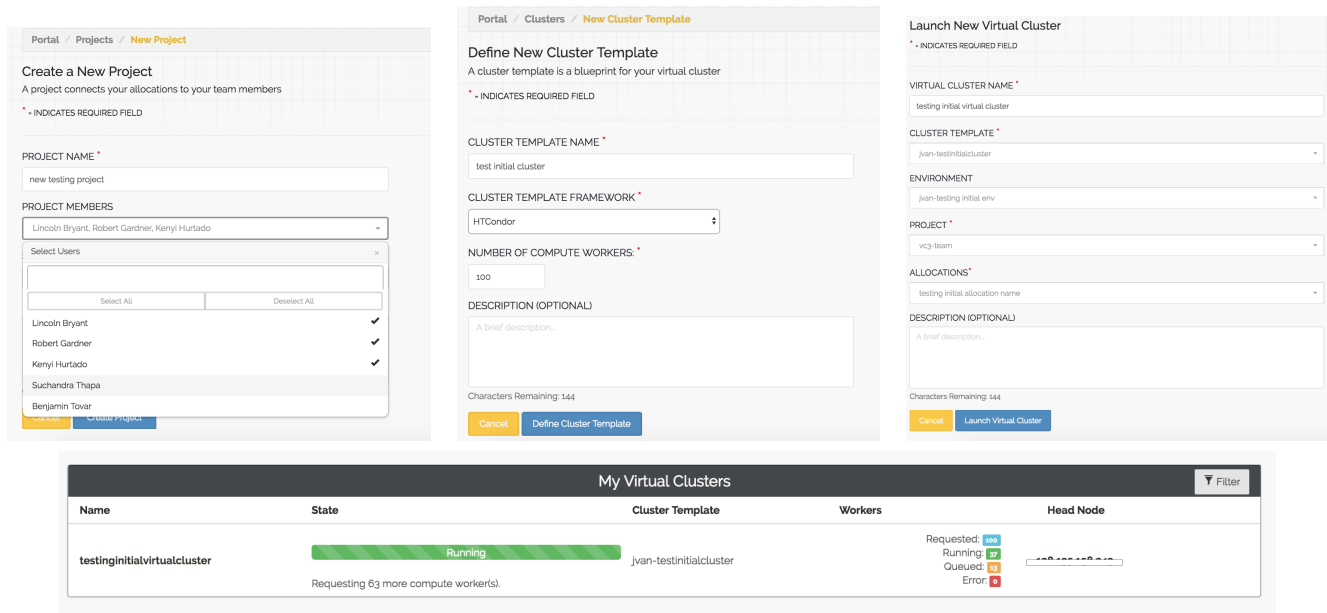 Portal / Projects / New Project
Create a New Project
A project connects your allocations to your team members
* = INDICATES REQUIRED FIELD
PROJECT NAME *
new testing project
PROJECT MEMBERS
Lincoln Bryant, Robert Gardner, Kenyi Hurtado
Select Users
×
Select All
Deselect All
Lincoln Bryant
Robert Gardner
Kenyi Hurtado
Suchandra Thapa
Benjamin Tovar
Cancel
Create Project
Portal / Clusters / New Cluster Template
Define New Cluster Template
A cluster template is a blueprint for your virtual cluster
* = INDICATES REQUIRED FIELD
CLUSTER TEMPLATE NAME *
test initial cluster
CLUSTER TEMPLATE FRAMEWORK *
HTCondor
NUMBER OF COMPUTE WORKERS: *
100
DESCRIPTION (OPTIONAL)
A brief description...
Characters Remaining: 144
Cancel
Define Cluster Template
Launch New Virtual Cluster
* = INDICATES REQUIRED FIELD
VIRTUAL CLUSTER NAME *
testing initial virtual cluster
CLUSTER TEMPLATE *
jvan-testinitialcluster
ENVIRONMENT
jvan-testing initial env
PROJECT *
vc3-team
ALLOCATIONS*
testing initial allocation name
DESCRIPTION (OPTIONAL)
A brief description...
Characters Remaining: 144
Cancel
Launch Virtual Cluster
My Virtual Clusters
Filter
Name State Cluster Template Workers Head Node
testinginitialvirtualcluster
Running
Requesting 63 more compute worker(s).
jvan-testinitialcluster
Requested: 100
Running: 37
Queued: 13
Error: 0